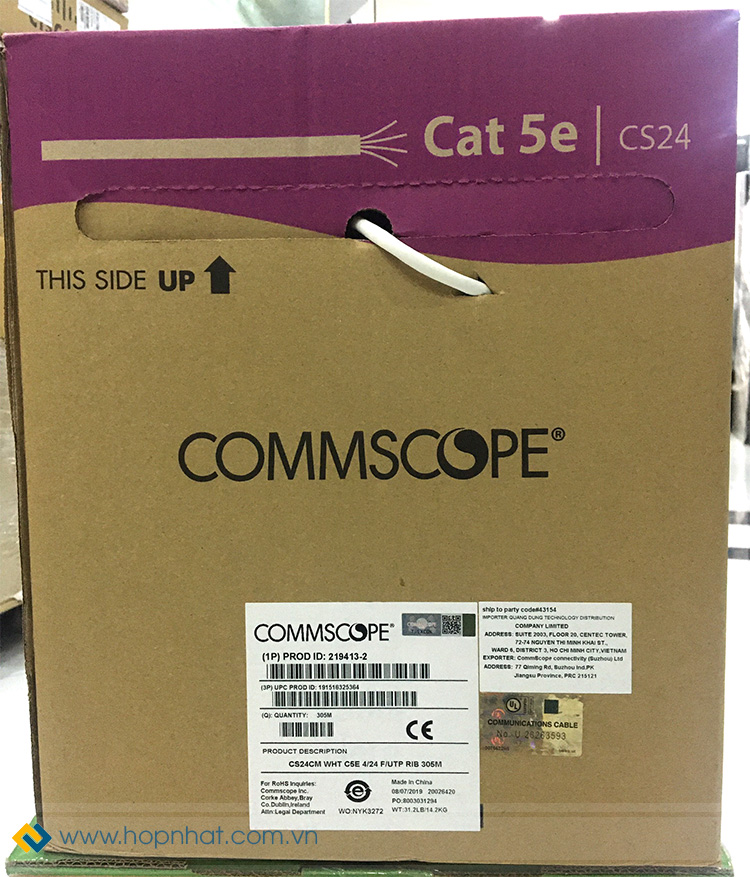 Cat 5e | CS24
THIS SIDE UP
COMMSCOPE®
COMMSCOPE®
(1P) PROD ID: 219413-2
(3P) UPC PROD ID: 191516325364
(Q): QUANTITY: 305M
CE
PRODUCT DESCRIPTION
CS24CM WHT C5E 4/24 F/UTP RIB 305M
For RoHS Inquiries:
Commscope Inc.
Corke Abbey,Bray
Co.Dublin,Ireland
Attn:Legal Department
WO:NYK3272
Made in China
08/07/2019 20026420
PO:8003031294
WT:31.2LB/14.2KG
ship to party code#43154
IMPORTER QUANG DUNG TECHNOLOGY DISTRIBUTION
COMPANY LIMITED
ADDRESS: SUITE 2003, FLOOR 20, CENTEC TOWER,
72-74 NGUYEN THI MINH KHAI ST.,
WARD 6, DISTRICT 3, HO CHI MINH CITY,VIETNAM
EXPORTER: CommScope connectivity (Suzhou) Ltd
ADDRESS: 77 Qiming Rd, Suzhou Ind.PK
Jiangsu Province, PRC 215121
UL
COMMUNICATIONS CABLE
No. U 26263593
www.hopnhat.com.vn